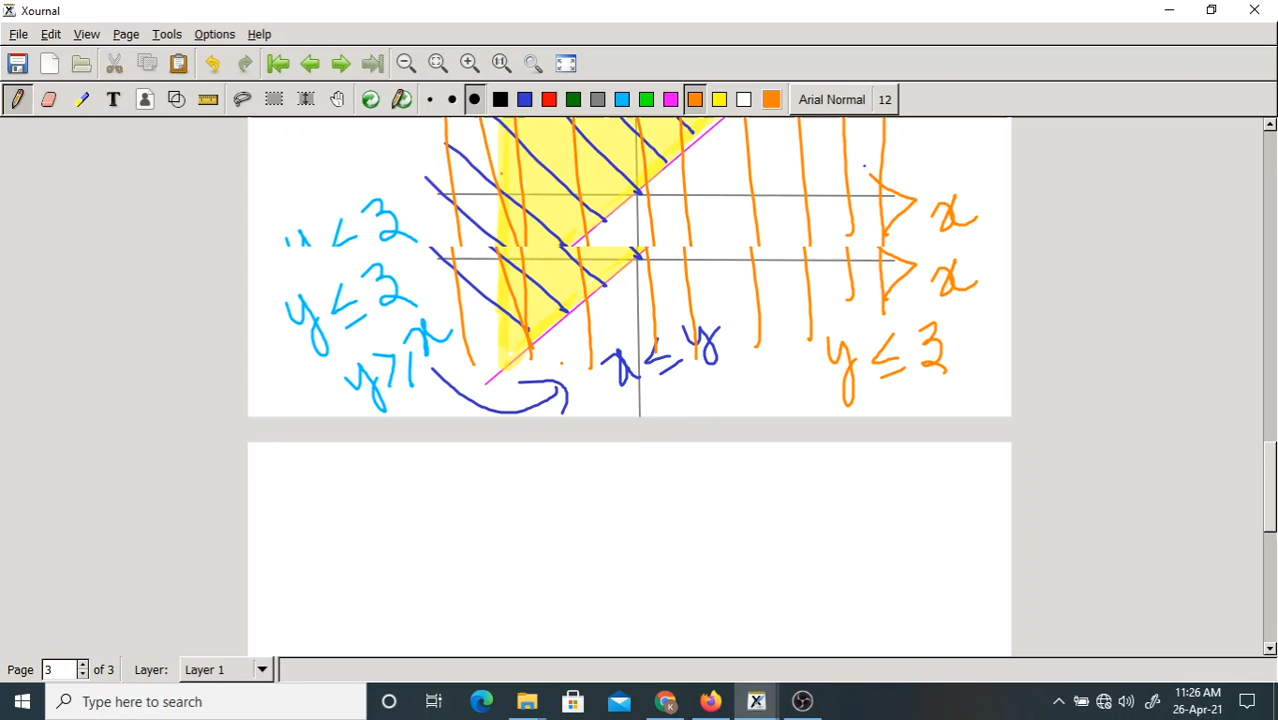 Xournal
File Edit View Page Tools Options Help
Arial Normal 12
x
y ≤ 3
x
y ≥ x
x ≤ y
y ≤ 3
Page 3 of 3 Layer: Layer 1
Type here to search
11:26 AM
26-Apr-21